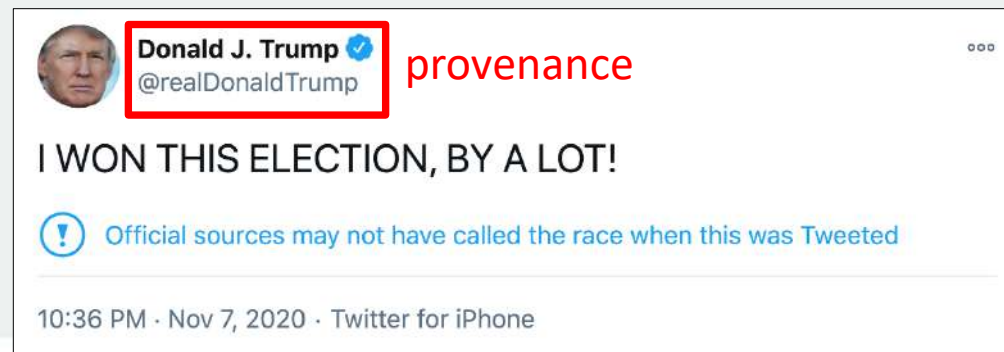 Donald J. Trump
provenance
@realDonaldTrump
I WON THIS ELECTION, BY A LOT!
Official sources may not have called the race when this was Tweeted
10:36 PM · Nov 7, 2020 · Twitter for iPhone